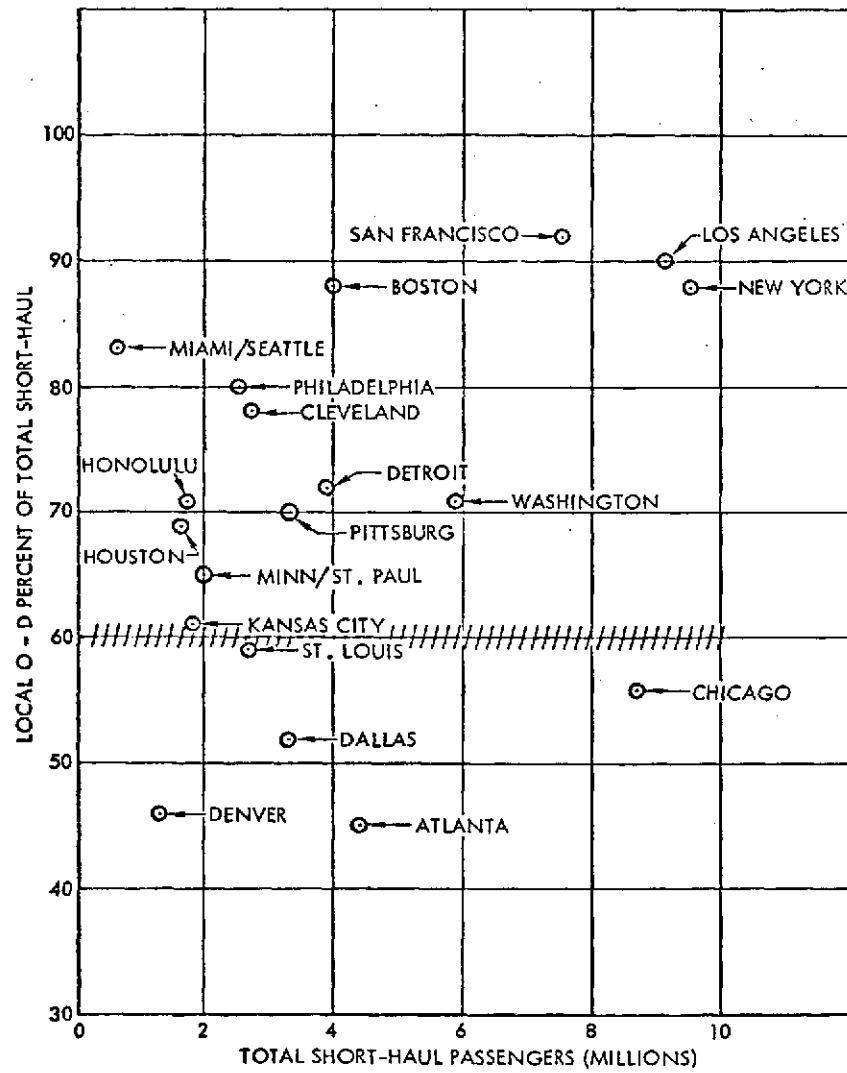 100
SAN FRANCISCO
LOS ANGELES
90
BOSTON
NEW YORK
MIAMI/SEATTLE
80
PHILADELPHIA
CLEVELAND
HONOLULU
DETROIT
WASHINGTON
70
PITTSBURG
HOUSTON
MINN/ST. PAUL
KANSAS CITY
60
ST. LOUIS
CHICAGO
DALLAS
50
DENVER
ATLANTA
40
30
LOCAL O - D PERCENT OF TOTAL SHORT-HAUL
0 2 4 6 8 10
TOTAL SHORT-HAUL PASSENGERS (MILLIONS)